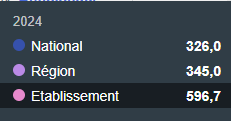 2024
National 326,0
Région 345,0
Etablissement 596,7